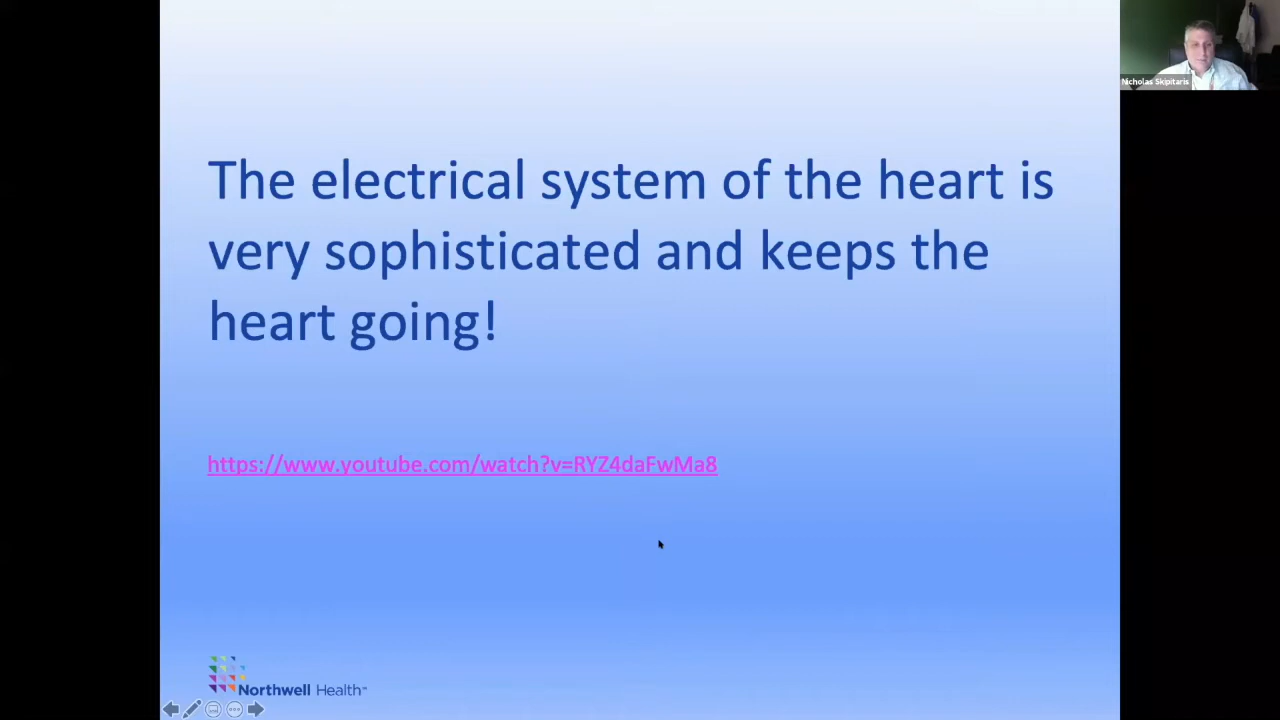 Nicholas Skipitaris
The electrical system of the heart is
very sophisticated and keeps the
heart going!
https://www.youtube.com/watch?v=RYZ4daFwMa8
Northwell Health™